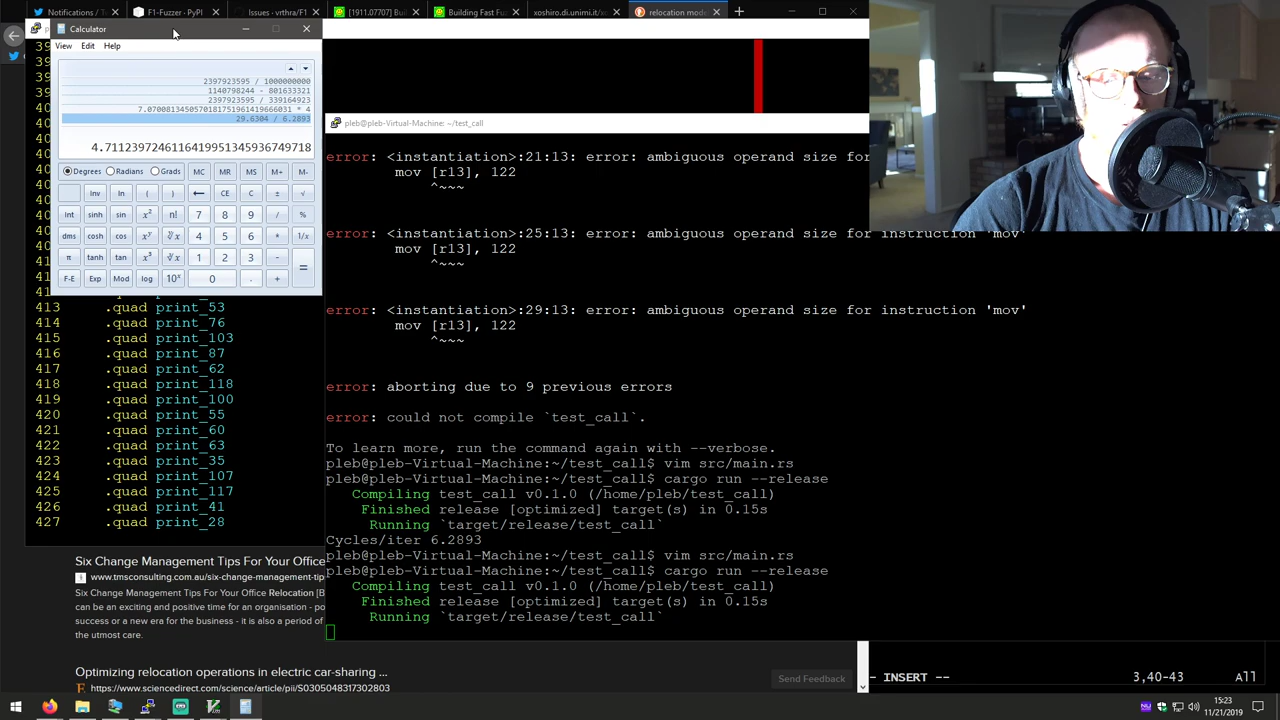 Notifications / T
F1-Fuzzer · PyPI
Issues · vrthra/F1
[1911.07707] Bui
Building Fast Fuz
xoshiro.di.unimi.it/x
relocation mode
Calculator
View Edit Help
2397923595 / 1000000000
1140798244 - 801633321
2397923595 / 339164923
7.0700813450570181751961419666031 * 4
29.6304 / 6.2893
4.7112397246116419951345936749718
Degrees Radians Grads MC MR MS M+ M-
Inv ln ( ) ← CE C ± √
Int sinh sin x² n! 7 8 9 / %
dms cosh cos xʸ ʸ√x 4 5 6 * 1/x
π tanh tan x³ ³√x 1 2 3 - =
F-E Exp Mod log 10ˣ 0 . +
413 .quad print_53
414 .quad print_76
415 .quad print_103
416 .quad print_87
417 .quad print_62
418 .quad print_118
419 .quad print_100
420 .quad print_55
421 .quad print_60
422 .quad print_63
423 .quad print_35
424 .quad print_107
425 .quad print_117
426 .quad print_41
427 .quad print_28
pleb@pleb-Virtual-Machine: ~/test_call
error: <instantiation>:21:13: error: ambiguous operand size for
mov [r13], 122
^~~~
error: <instantiation>:25:13: error: ambiguous operand size for instruction 'mov'
mov [r13], 122
^~~~
error: <instantiation>:29:13: error: ambiguous operand size for instruction 'mov'
mov [r13], 122
^~~~
error: aborting due to 9 previous errors
error: could not compile `test_call`.
To learn more, run the command again with --verbose.
pleb@pleb-Virtual-Machine:~/test_call$ vim src/main.rs
pleb@pleb-Virtual-Machine:~/test_call$ cargo run --release
Compiling test_call v0.1.0 (/home/pleb/test_call)
Finished release [optimized] target(s) in 0.15s
Running `target/release/test_call`
Cycles/iter 6.2893
pleb@pleb-Virtual-Machine:~/test_call$ vim src/main.rs
pleb@pleb-Virtual-Machine:~/test_call$ cargo run --release
Compiling test_call v0.1.0 (/home/pleb/test_call)
Finished release [optimized] target(s) in 0.15s
Running `target/release/test_call`
Six Change Management Tips For Your Office
www.tmsconsulting.com.au/six-change-management-tip
Six Change Management Tips For Your Office Relocation [B
can be an exciting and positive time for an organisation - po
success or a new era for the business - it is also a period of
the utmost care.
Optimizing relocation operations in electric car-sharing ...
https://www.sciencedirect.com/science/article/pii/S0305048317302803
Send Feedback
- INSERT -- 3,40-43 All
15:23
11/21/2019